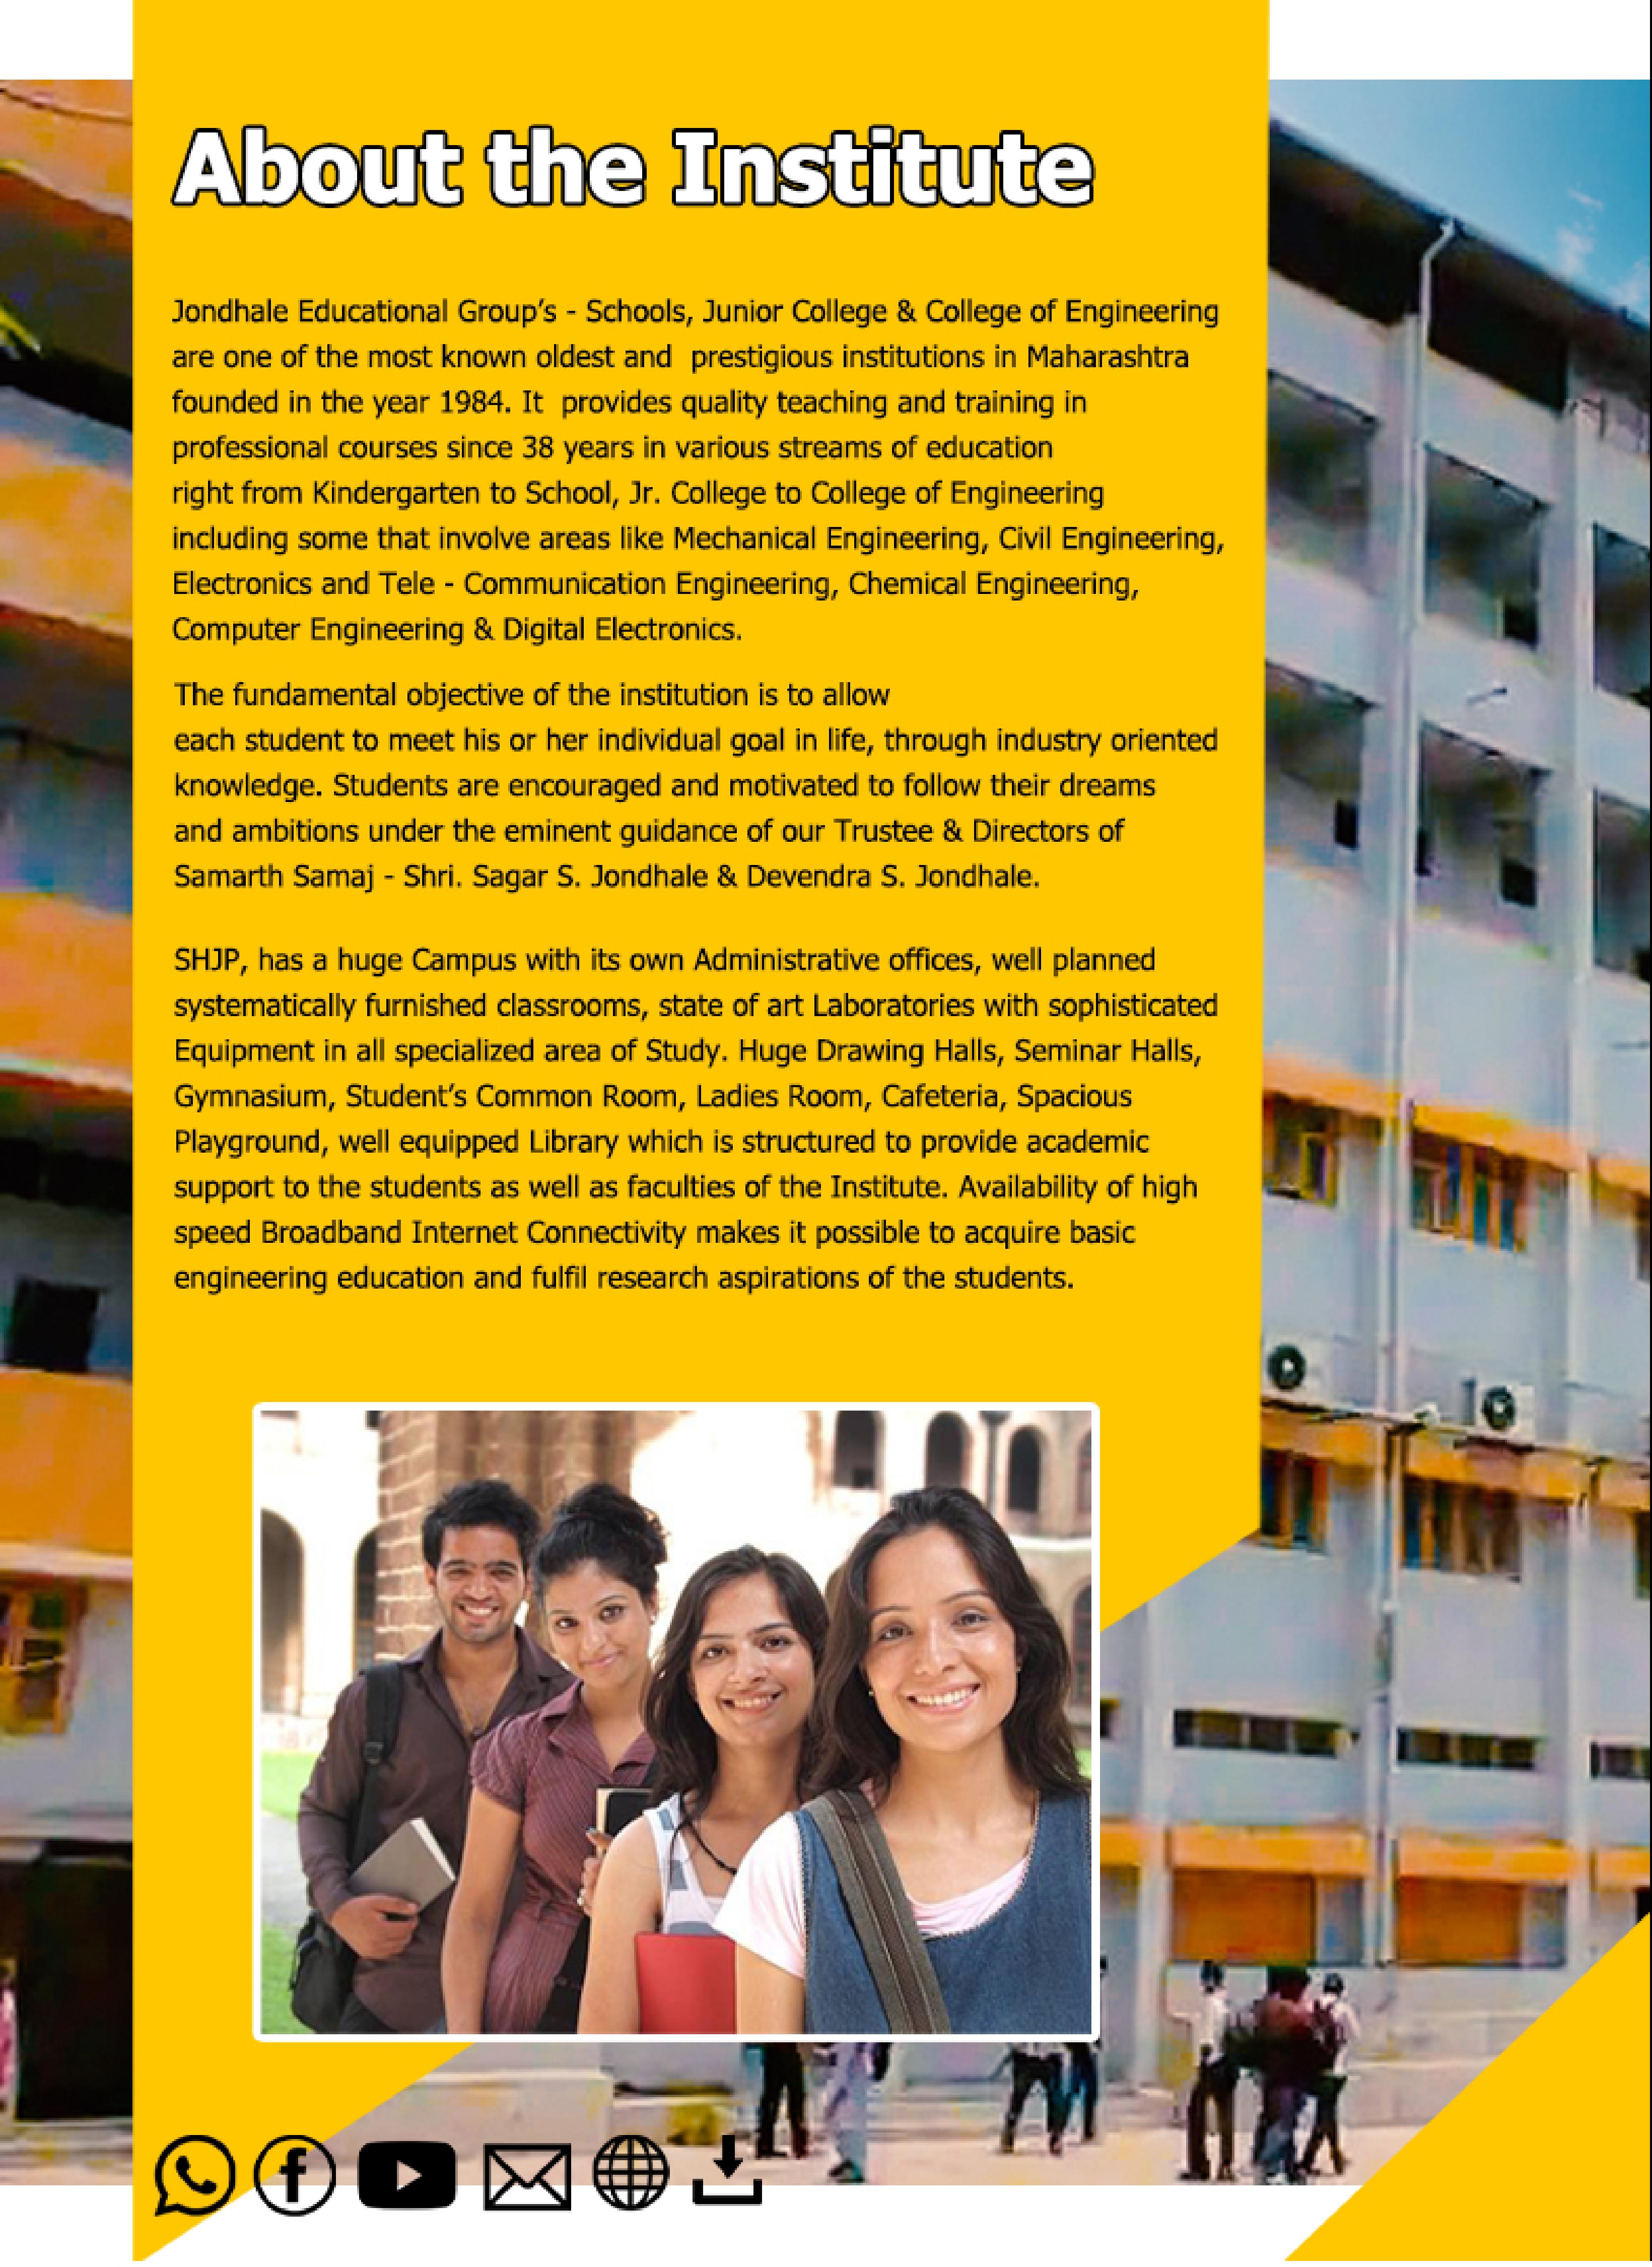 About the Institute
Jondhale Educational Group’s - Schools, Junior College & College of Engineering
are one of the most known oldest and  prestigious institutions in Maharashtra
founded in the year 1984. It  provides quality teaching and training in
professional courses since 38 years in various streams of education
right from Kindergarten to School, Jr. College to College of Engineering
including some that involve areas like Mechanical Engineering, Civil Engineering,
Electronics and Tele - Communication Engineering, Chemical Engineering,
Computer Engineering & Digital Electronics.
The fundamental objective of the institution is to allow
each student to meet his or her individual goal in life, through industry oriented
knowledge. Students are encouraged and motivated to follow their dreams
and ambitions under the eminent guidance of our Trustee & Directors of
Samarth Samaj - Shri. Sagar S. Jondhale & Devendra S. Jondhale.
SHJP, has a huge Campus with its own Administrative offices, well planned
systematically furnished classrooms, state of art Laboratories with sophisticated
Equipment in all specialized area of Study. Huge Drawing Halls, Seminar Halls,
Gymnasium, Student’s Common Room, Ladies Room, Cafeteria, Spacious
Playground, well equipped Library which is structured to provide academic
support to the students as well as faculties of the Institute. Availability of high
speed Broadband Internet Connectivity makes it possible to acquire basic
engineering education and fulfil research aspirations of the students.